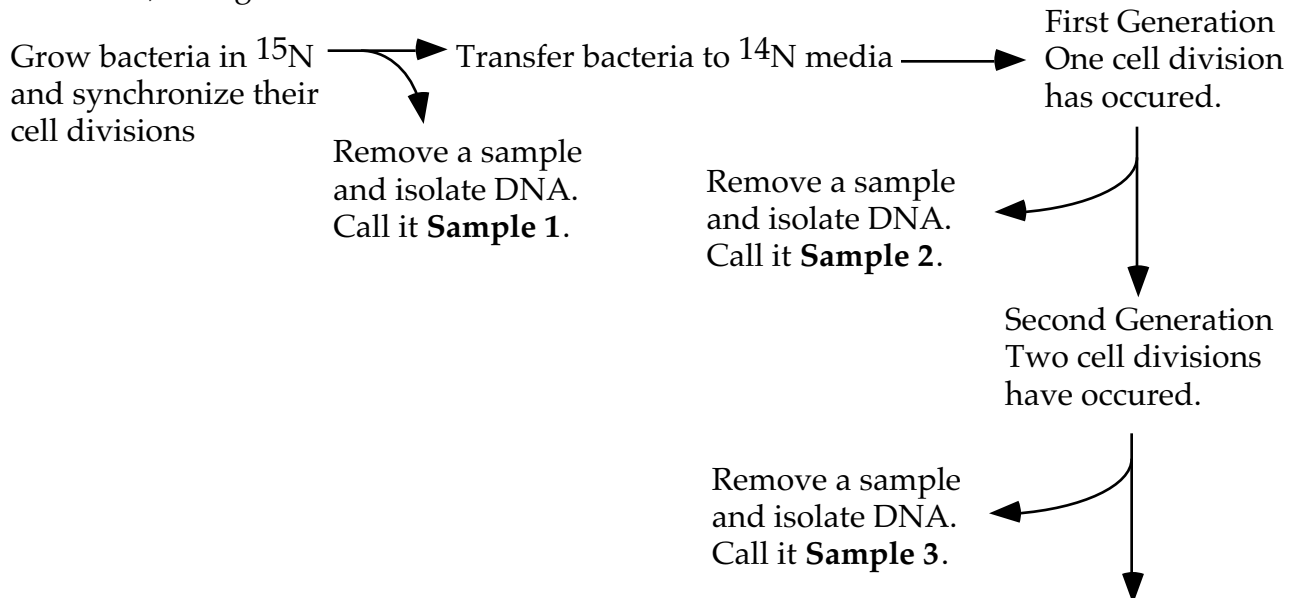 Grow bacteria in 15N
and synchronize their
cell divisions
Transfer bacteria to 14N media
First Generation
One cell division
has occured.
Remove a sample
and isolate DNA.
Call it Sample 1.
Remove a sample
and isolate DNA.
Call it Sample 2.
Second Generation
Two cell divisions
have occured.
Remove a sample
and isolate DNA.
Call it Sample 3.